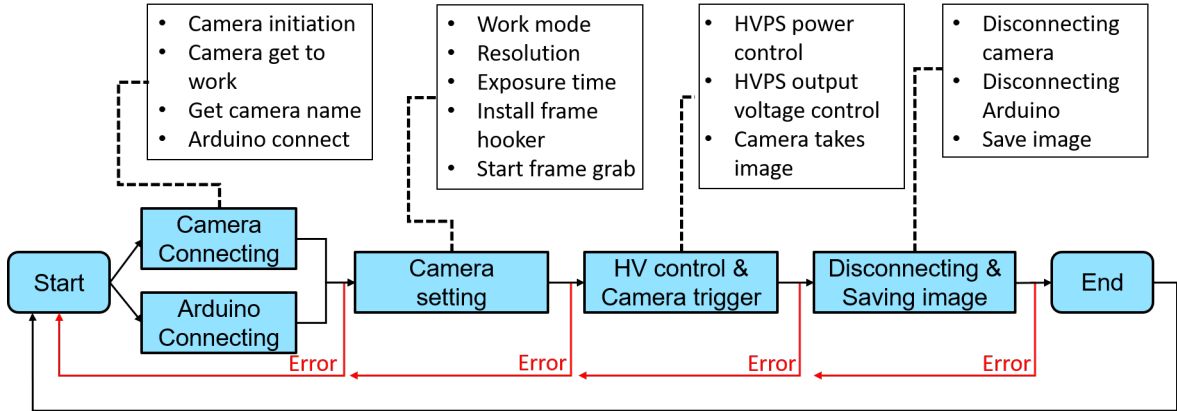 • Camera initiation
• Camera get to
work
• Get camera name
• Arduino connect
• Work mode
• Resolution
• Exposure time
• Install frame
hooker
• Start frame grab
• HVPS power
control
• HVPS output
voltage control
• Camera takes
image
• Disconnecting
camera
• Disconnecting
Arduino
• Save image
Start
Camera
Connecting
Arduino
Connecting
Camera
setting
HV control &
Camera trigger
Disconnecting &
Saving image
End
Error
Error
Error
Error